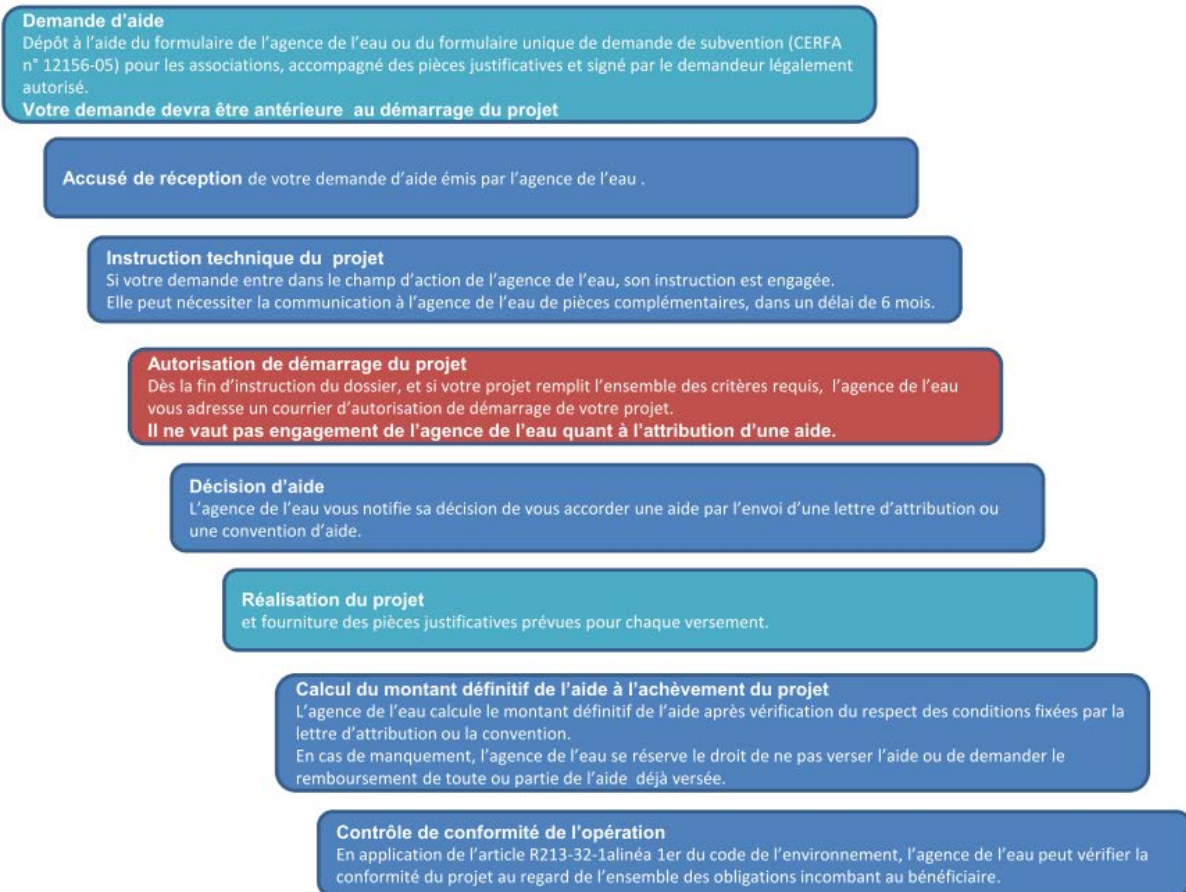 Demande d'aide
Dépôt à l'aide du formulaire de l'agence de l'eau ou du formulaire unique de demande de subvention (CERFA
n° 12156-05) pour les associations, accompagné des pièces justificatives et signé par le demandeur légalement
autorisé.
Votre demande devra être antérieure au démarrage du projet
Accusé de réception de votre demande d'aide émis par l'agence de l'eau .
Instruction technique du projet
Si votre demande entre dans le champ d'action de l'agence de l'eau, son instruction est engagée.
Elle peut nécessiter la communication à l'agence de l'eau de pièces complémentaires, dans un délai de 6 mois.
Autorisation de démarrage du projet
Dès la fin d'instruction du dossier, et si votre projet remplit l'ensemble des critères requis, l'agence de l'eau
vous adresse un courrier d'autorisation de démarrage de votre projet.
Il ne vaut pas engagement de l'agence de l'eau quant à l'attribution d'une aide.
Décision d'aide
L'agence de l'eau vous notifie sa décision de vous accorder une aide par l'envoi d'une lettre d'attribution ou
une convention d'aide.
Réalisation du projet
et fourniture des pièces justificatives prévues pour chaque versement.
Calcul du montant définitif de l'aide à l'achèvement du projet
L'agence de l'eau calcule le montant définitif de l'aide après vérification du respect des conditions fixées par la
lettre d'attribution ou la convention.
En cas de manquement, l'agence de l'eau se réserve le droit de ne pas verser l'aide ou de demander le
remboursement de toute ou partie de l'aide déjà versée.
Contrôle de conformité de l'opération
En application de l'article R213-32-1alinéa 1er du code de l'environnement, l'agence de l'eau peut vérifier la
conformité du projet au regard de l'ensemble des obligations incombant au bénéficiaire.